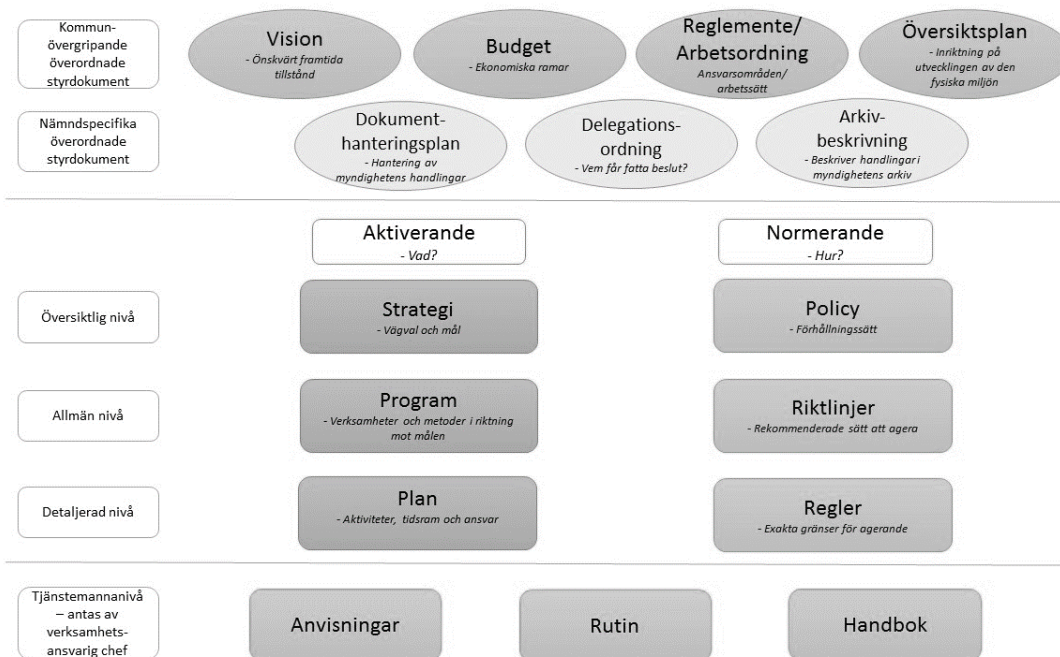 Kommun-
övergripande
överordnade
styrdokument
Vision
- Önskvärt framtida
tillstånd
Budget
- Ekonomiska ramar
Reglemente/
Arbetsordning
Ansvarsområden/
arbetssätt
Översiktsplan
- Inriktning på
utvecklingen av den
fysiska miljön
Nämndspecifika
överordnade
styrdokument
Dokument-
hanteringsplan
- Hantering av
myndighetens handlingar
Delegations-
ordning
- Vem får fatta beslut?
Arkiv-
beskrivning
- Beskriver handlingar i
myndighetens arkiv
Aktiverande
- Vad?
Normerande
- Hur?
Översiktlig nivå
Strategi
- Vägval och mål
Policy
- Förhållningssätt
Allmän nivå
Program
- Verksamheter och metoder i riktning
mot målen
Riktlinjer
- Rekommenderade sätt att agera
Detaljerad nivå
Plan
- Aktiviteter, tidsram och ansvar
Regler
- Exakta gränser för agerande
Tjänstemannanivå
– antas av
verksamhets-
ansvarig chef
Anvisningar
Rutin
Handbok